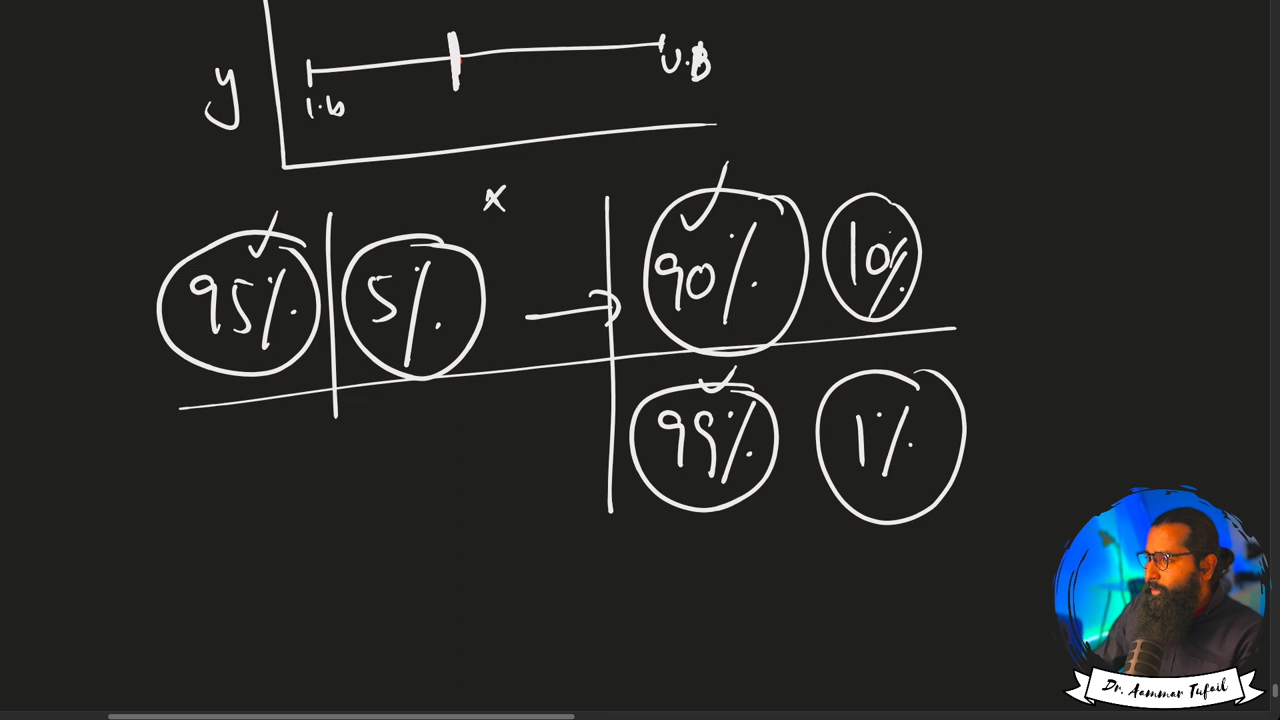 l.b U.B
y
x
95% 5% → 90% 10%
99% 1%
Dr. Aammar Tufail